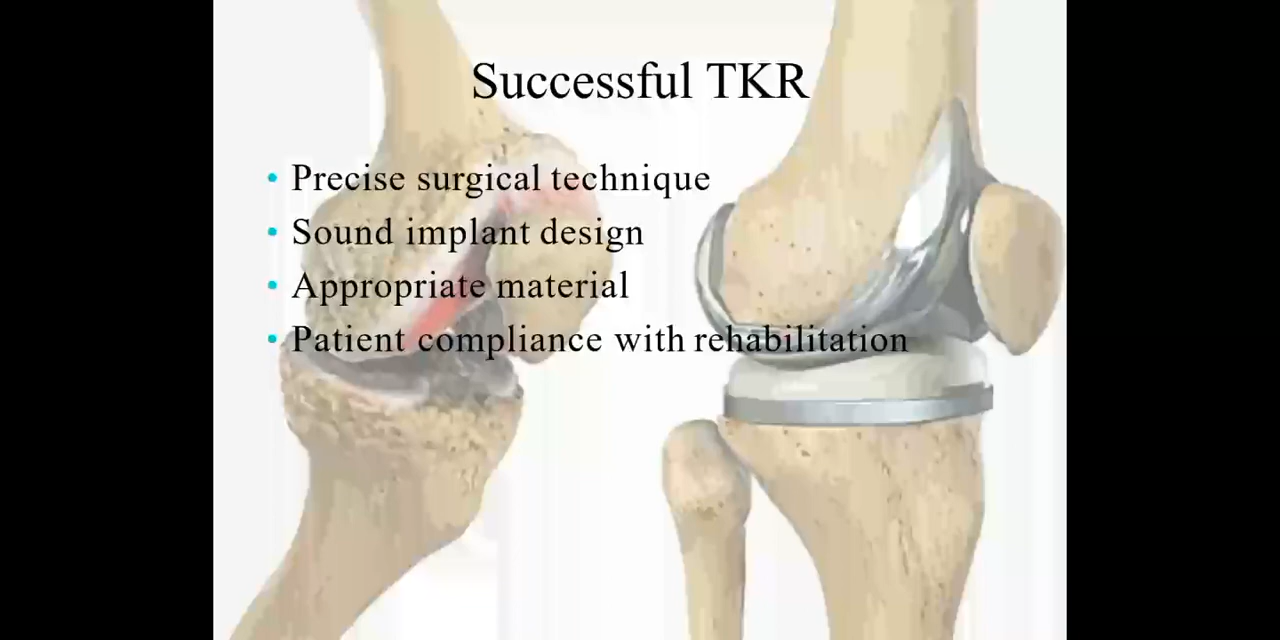 Successful TKR
• Precise surgical technique
• Sound implant design
• Appropriate material
• Patient compliance with rehabilitation